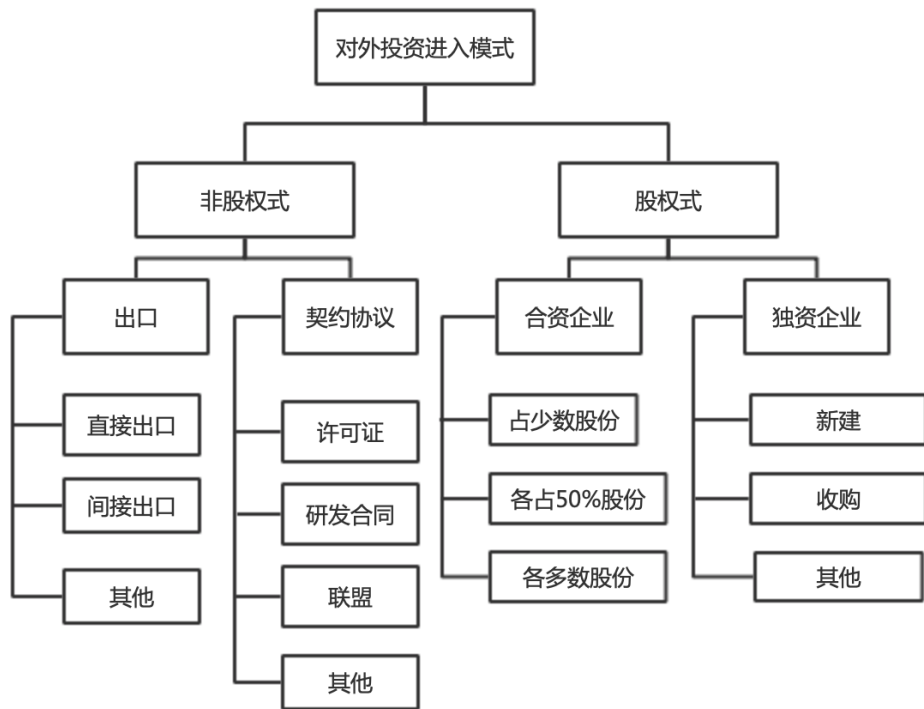 对外投资进入模式
非股权式
股权式
出口
契约协议
合资企业
独资企业
直接出口
许可证
占少数股份
新建
间接出口
研发合同
各占50%股份
收购
其他
联盟
各多数股份
其他
其他